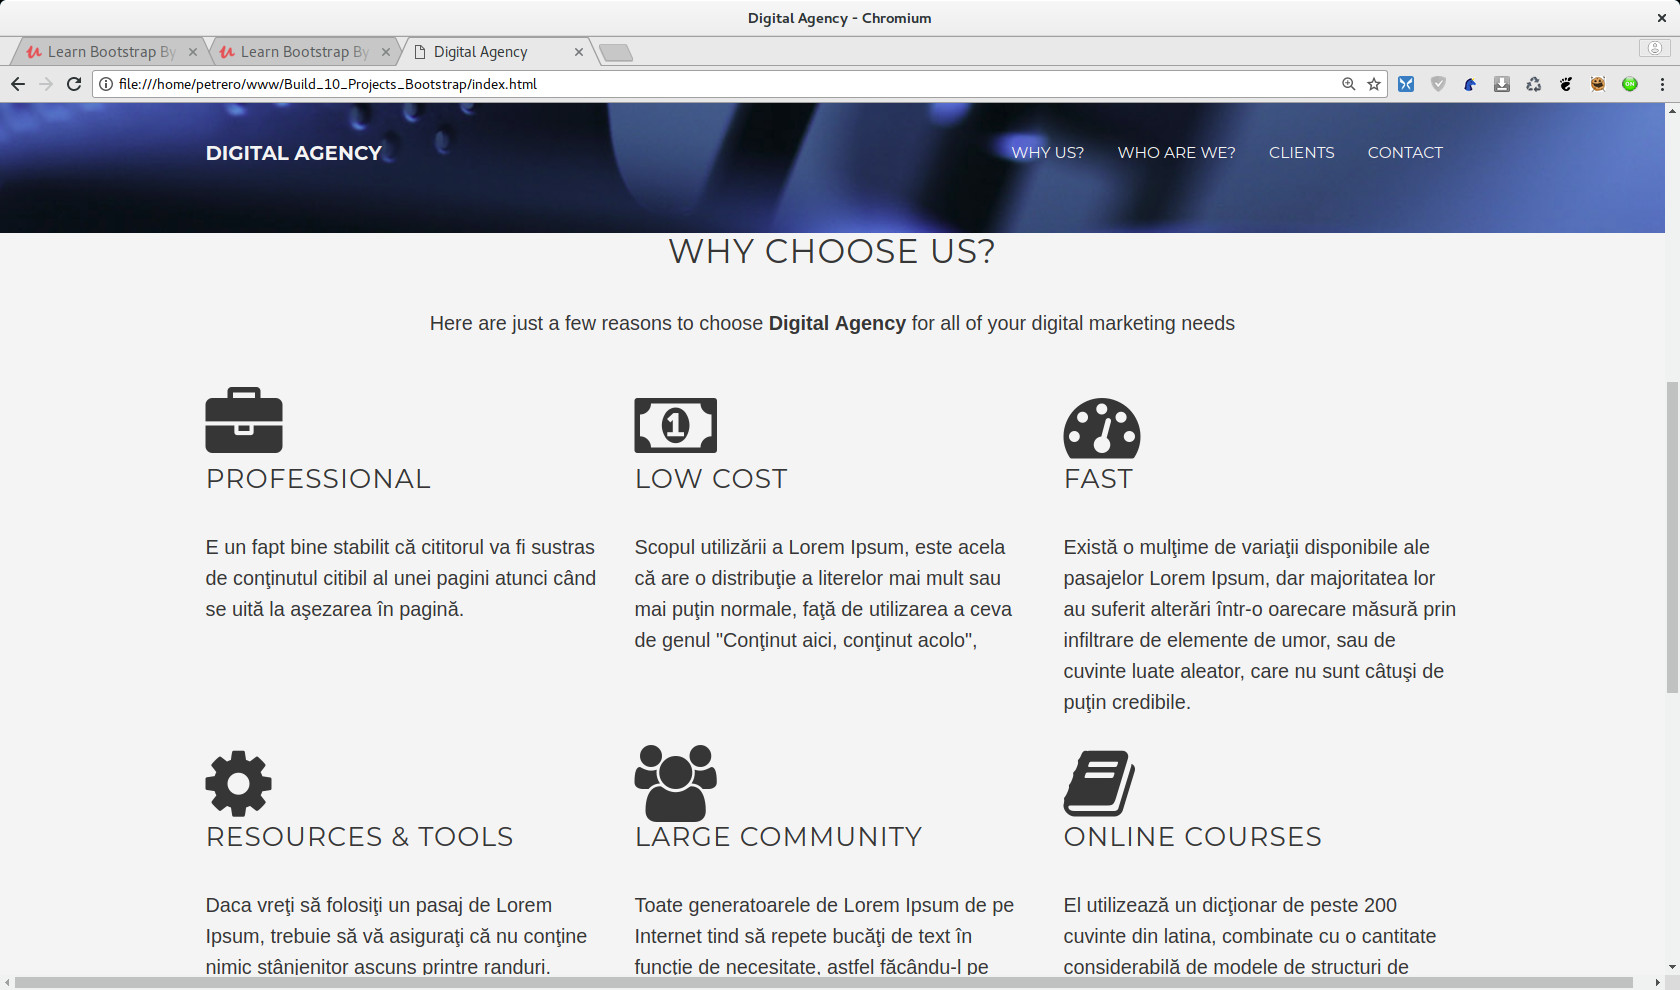 Digital Agency - Chromium
Learn Bootstrap By
Learn Bootstrap By
Digital Agency
file:///home/petrero/www/Build_10_Projects_Bootstrap/index.html
DIGITAL AGENCY
WHY US?
WHO ARE WE?
CLIENTS
CONTACT
WHY CHOOSE US?
Here are just a few reasons to choose Digital Agency for all of your digital marketing needs
1
PROFESSIONAL
E un fapt bine stabilit că cititorul va fi sustras
de conţinutul citibil al unei pagini atunci când
se uită la aşezarea în pagină.
LOW COST
Scopul utilizării a Lorem Ipsum, este acela
că are o distribuţie a literelor mai mult sau
mai puţin normale, faţă de utilizarea a ceva
de genul "Conţinut aici, conţinut acolo",
FAST
Există o mulţime de variaţii disponibile ale
pasajelor Lorem Ipsum, dar majoritatea lor
au suferit alterări într-o oarecare măsură prin
infiltrare de elemente de umor, sau de
cuvinte luate aleator, care nu sunt câtuşi de
puţin credibile.
RESOURCES & TOOLS
Daca vreţi să folosiţi un pasaj de Lorem
Ipsum, trebuie să vă asiguraţi că nu conţine
nimic stânjenitor ascuns printre randuri.
LARGE COMMUNITY
Toate generatoarele de Lorem Ipsum de pe
Internet tind să repete bucăţi de text în
funcţie de necesitate, astfel făcându-l pe
ONLINE COURSES
El utilizează un dicţionar de peste 200
cuvinte din latina, combinate cu o cantitate
considerabilă de modele de structuri de